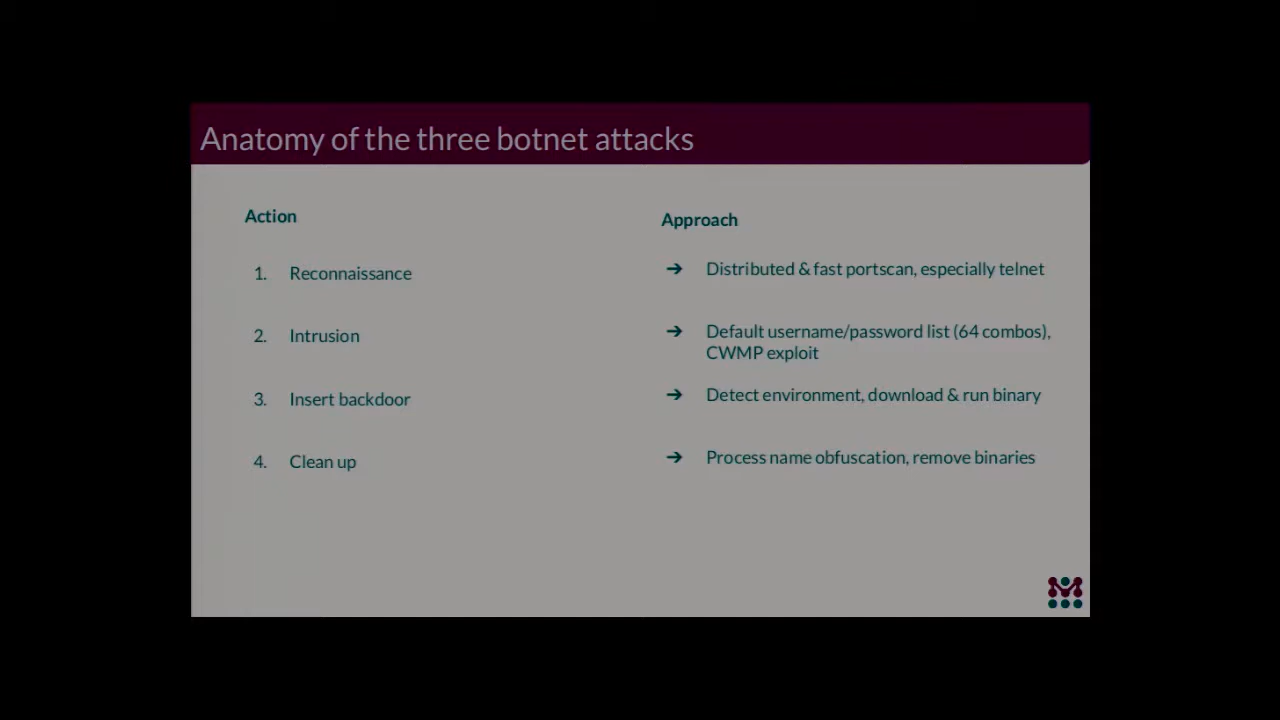 Anatomy of the three botnet attacks
Action
Approach
1. Reconnaissance
➔ Distributed & fast portscan, especially telnet
2. Intrusion
➔ Default username/password list (64 combos),
CWMP exploit
3. Insert backdoor
➔ Detect environment, download & run binary
4. Clean up
➔ Process name obfuscation, remove binaries